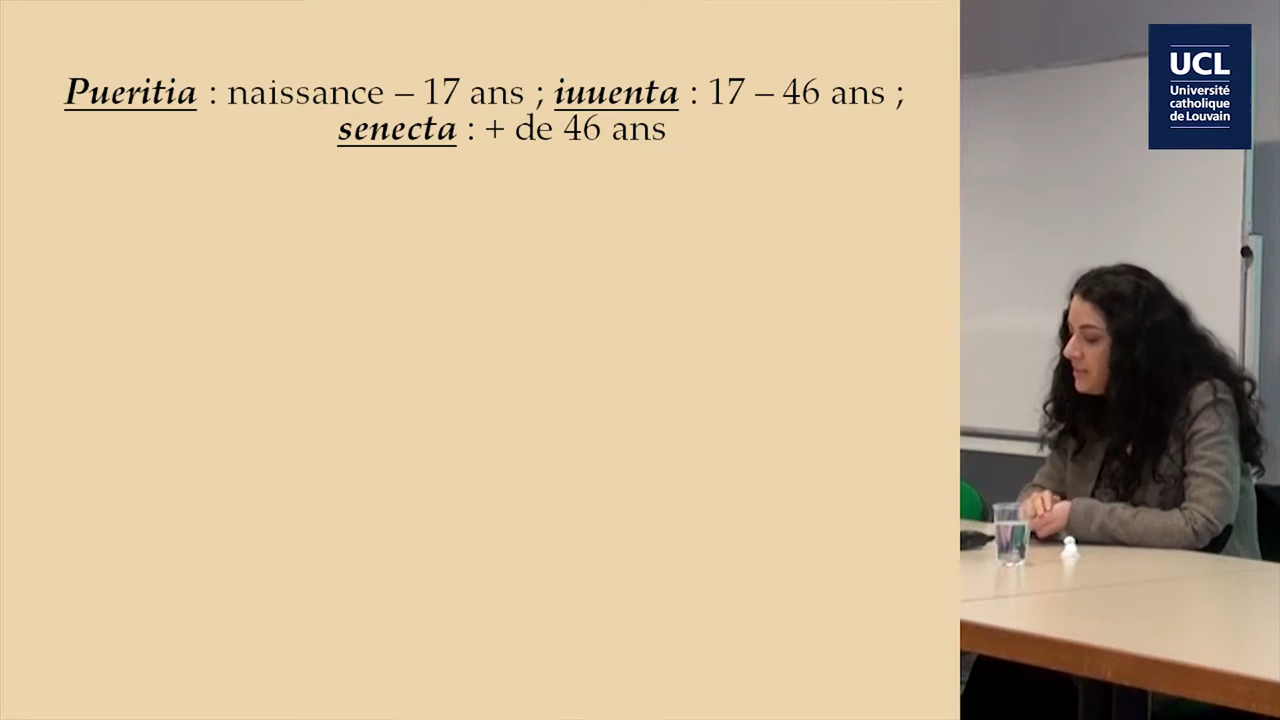 Pueritia : naissance – 17 ans ; iuuenta : 17 – 46 ans ;
senecta : + de 46 ans
UCL
Université
catholique
de Louvain